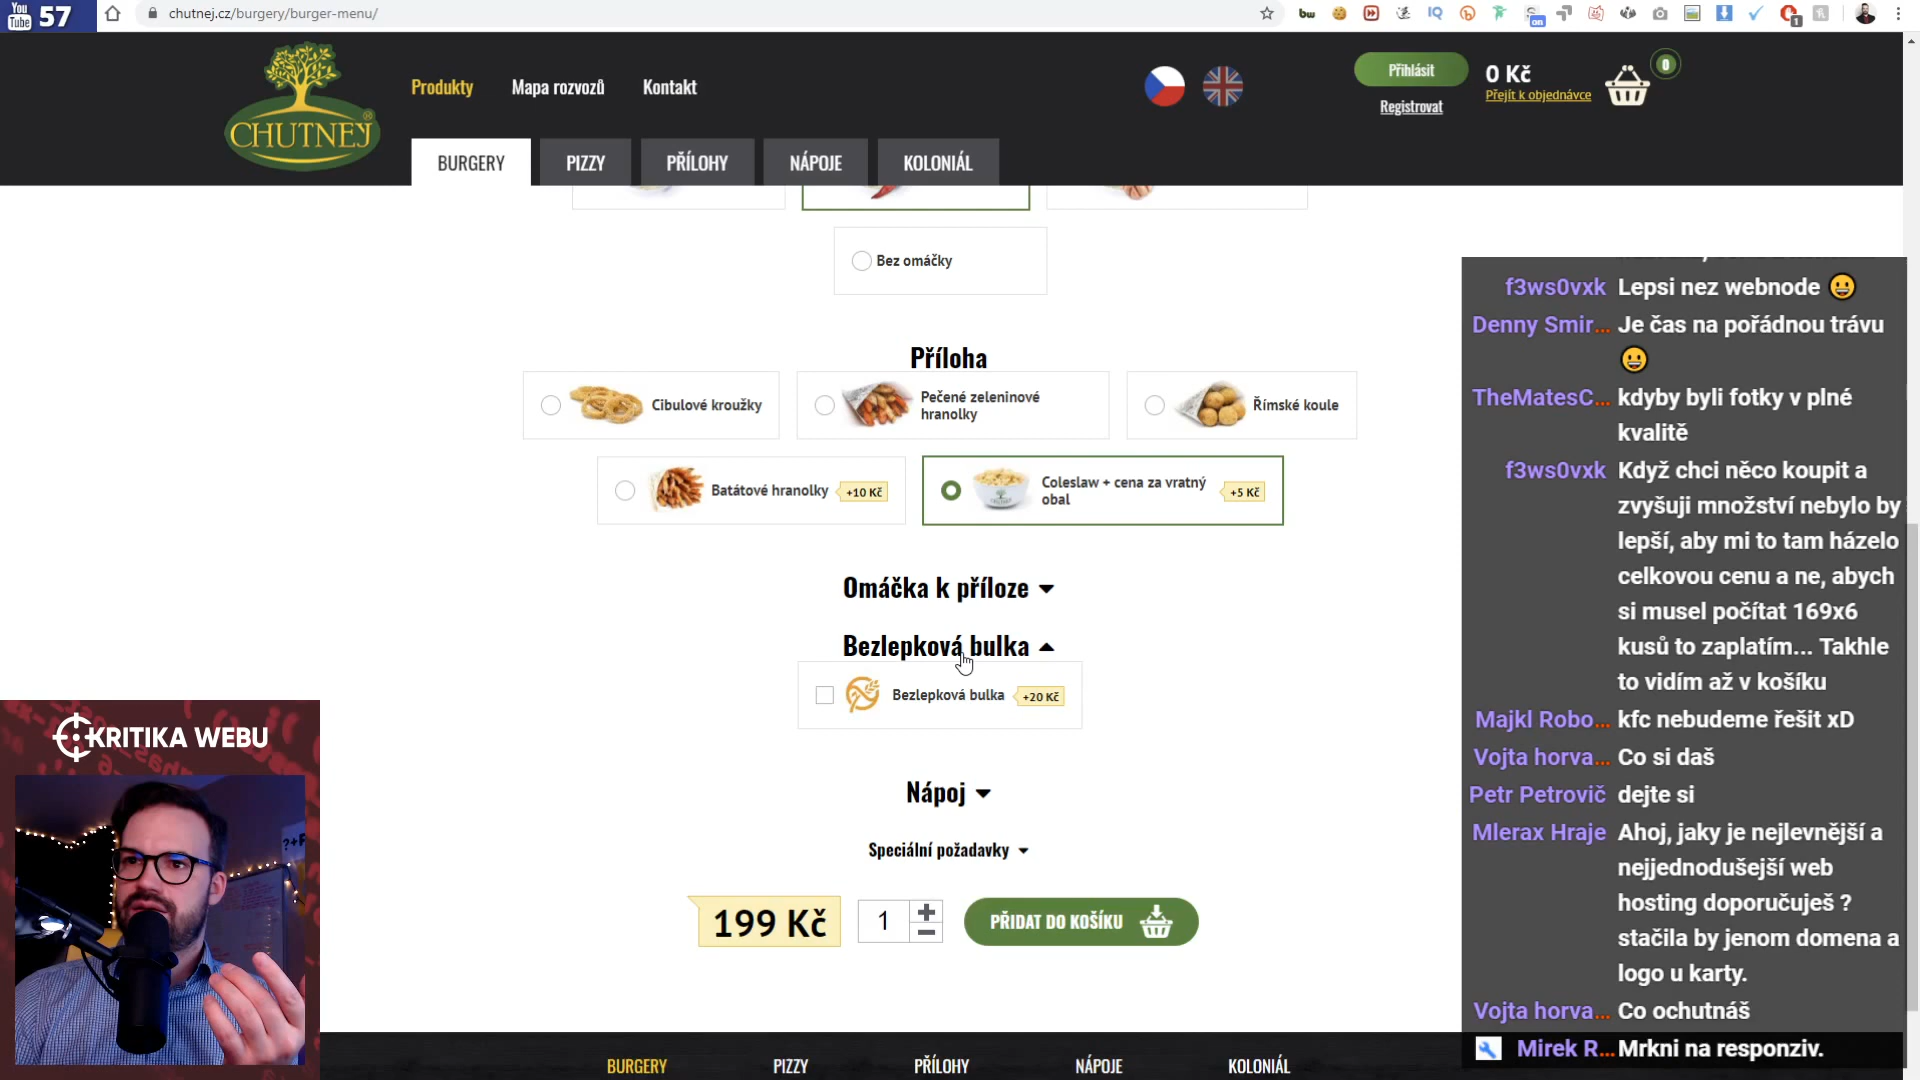 You
Tube 57
chutnej.cz/burgery/burger-menu/
CHUTNEJ®
Produkty
Mapa rozvozů
Kontakt
Přihlásit
Registrovat
0 Kč
Přejít k objednávce
0
BURGERY
PIZZY
PŘÍLOHY
NÁPOJE
KOLONIÁL
Bez omáčky
Příloha
Cibulové kroužky
Pečené zeleninové
hranolky
Římské koule
Batátové hranolky +10 Kč
Coleslaw + cena za vratný
obal
+5 Kč
Omáčka k příloze
Bezlepková bulka
Bezlepková bulka +20 Kč
Nápoj
Speciální požadavky
199 Kč
1
PŘIDAT DO KOŠÍKU
BURGERY
PIZZY
PŘÍLOHY
NÁPOJE
KOLONIÁL
KRITIKA WEBU
f3ws0vxk Lepsi nez webnode 😀
Denny Smir... Je čas na pořádnou trávu
😀
TheMatesC... kdyby byli fotky v plné
kvalitě
f3ws0vxk Když chci něco koupit a
zvyšuji množství nebylo by
lepší, aby mi to tam házelo
celkovou cenu a ne, abych
si musel počítat 169x6
kusů to zaplatím... Takhle
to vidím až v košíku
Majkl Robo... kfc nebudeme řešit xD
Vojta horva... Co si daš
Petr Petrovič dejte si
Mlerax Hraje Ahoj, jaky je nejlevnější a
nejjednodušejší web
hosting doporučuješ ?
stačila by jenom domena a
logo u karty.
Vojta horva... Co ochutnáš
Mirek R... Mrkni na responziv.